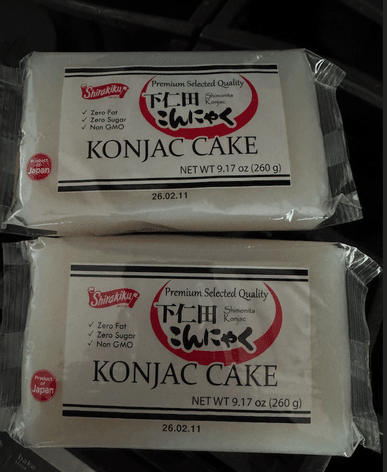 Shirakiku
Premium Selected Quality
下仁田
Shimonita
Konjac
こんにゃく
✓ Zero Fat
✓ Zero Sugar
✓ Non GMO
KONJAC CAKE
Product
of
Japan
NET WT 9.17 oz (260 g)
26.02.11
Shirakiku
Premium Selected Quality
下仁田
Shimonita
Konjac
こんにゃく
✓ Zero Fat
✓ Zero Sugar
✓ Non GMO
KONJAC CAKE
Product
of
Japan
NET WT 9.17 oz (260 g)
26.02.11